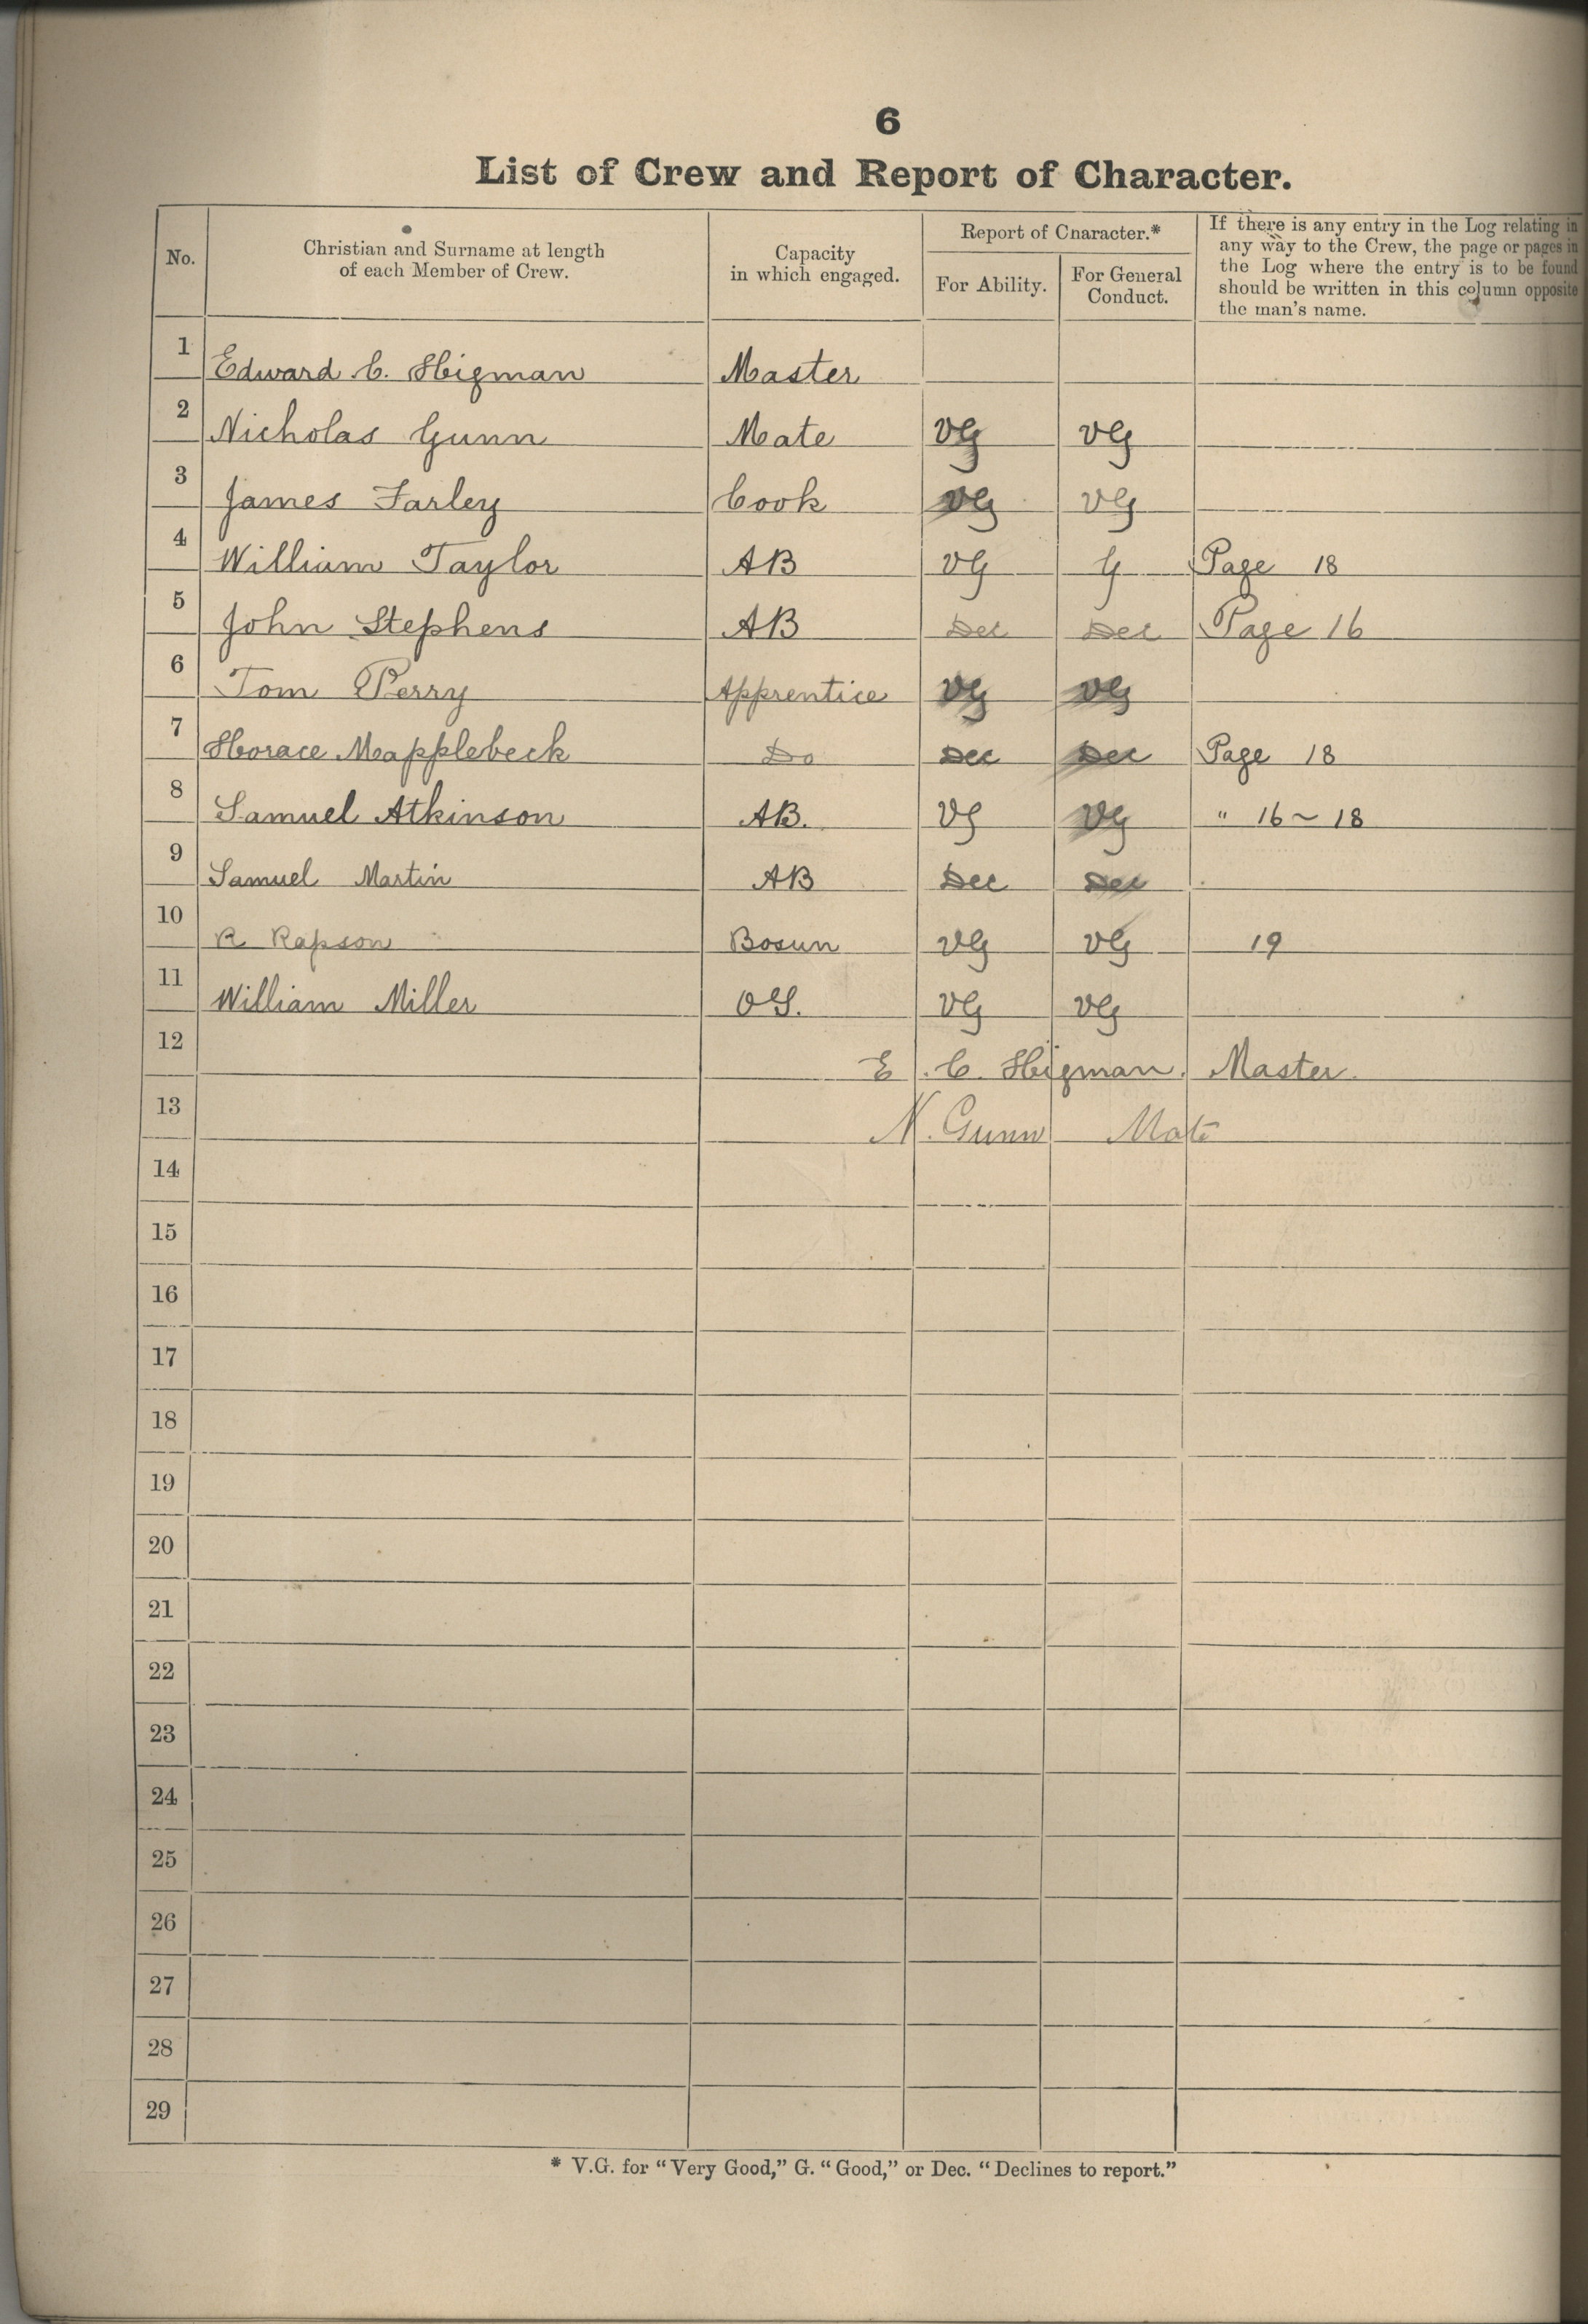 6
List of Crew and Report of Character.
No.
Christian and Surname at length
of each Member of Crew.
Capacity
in which engaged.
Report of Character.*
For Ability.
For General
Conduct.
If there is any entry in the Log relating in
any way to the Crew, the page or pages in
the Log where the entry is to be found
should be written in this column opposite
the man's name.
1 Edward C. Higman Master
2 Nicholas Gunn Mate VG VG
3 James Farley Cook VG VG
4 William Taylor AB VG G Page 18
5 John Stephens AB Dec Dec Page 16
6 Tom Perry Apprentice VG VG
7 Horace Mapplebeck Do Dec Dec Page 18
8 Samuel Atkinson AB. VG VG " 16 ~ 18
9 Samuel Martin AB Dec Dec
10 R Rapson Bosun VG VG 19
11 William Miller OS. VG VG
12 E. C. Higman. Master.
13 N. Gunn Mate
14
15
16
17
18
19
20
21
22
23
24
25
26
27
28
29
* V.G. for "Very Good," G. "Good," or Dec. "Declines to report."